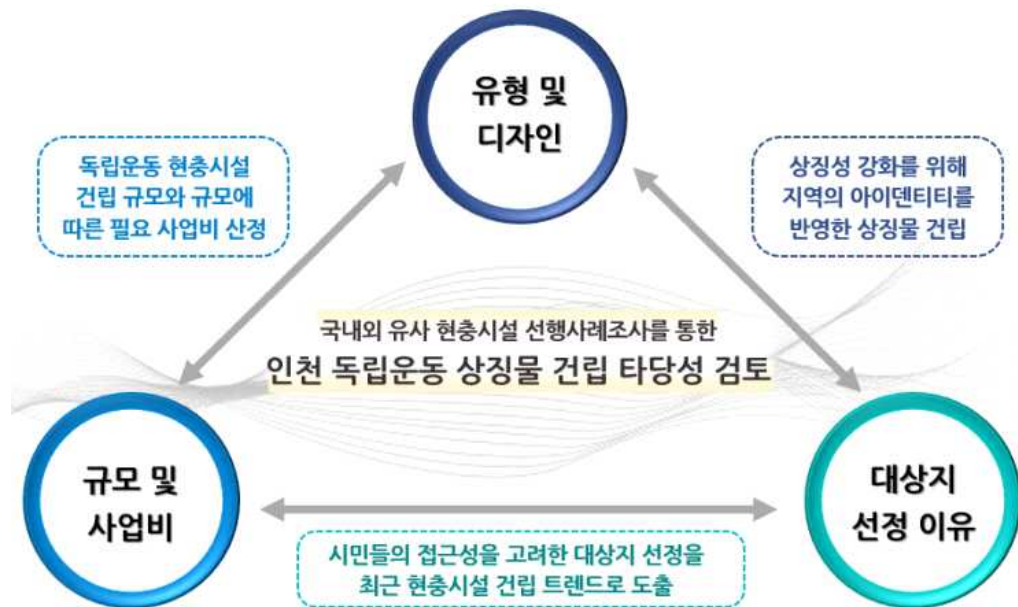 유형 및
디자인
독립운동 현충시설
건립 규모와 규모에
따른 필요 사업비 산정
상징성 강화를 위해
지역의 아이덴티티를
반영한 상징물 건립
국내외 유사 현충시설 선행사례조사를 통한
인천 독립운동 상징물 건립 타당성 검토
규모 및
사업비
대상지
선정 이유
시민들의 접근성을 고려한 대상지 선정을
최근 현충시설 건립 트렌드로 도출